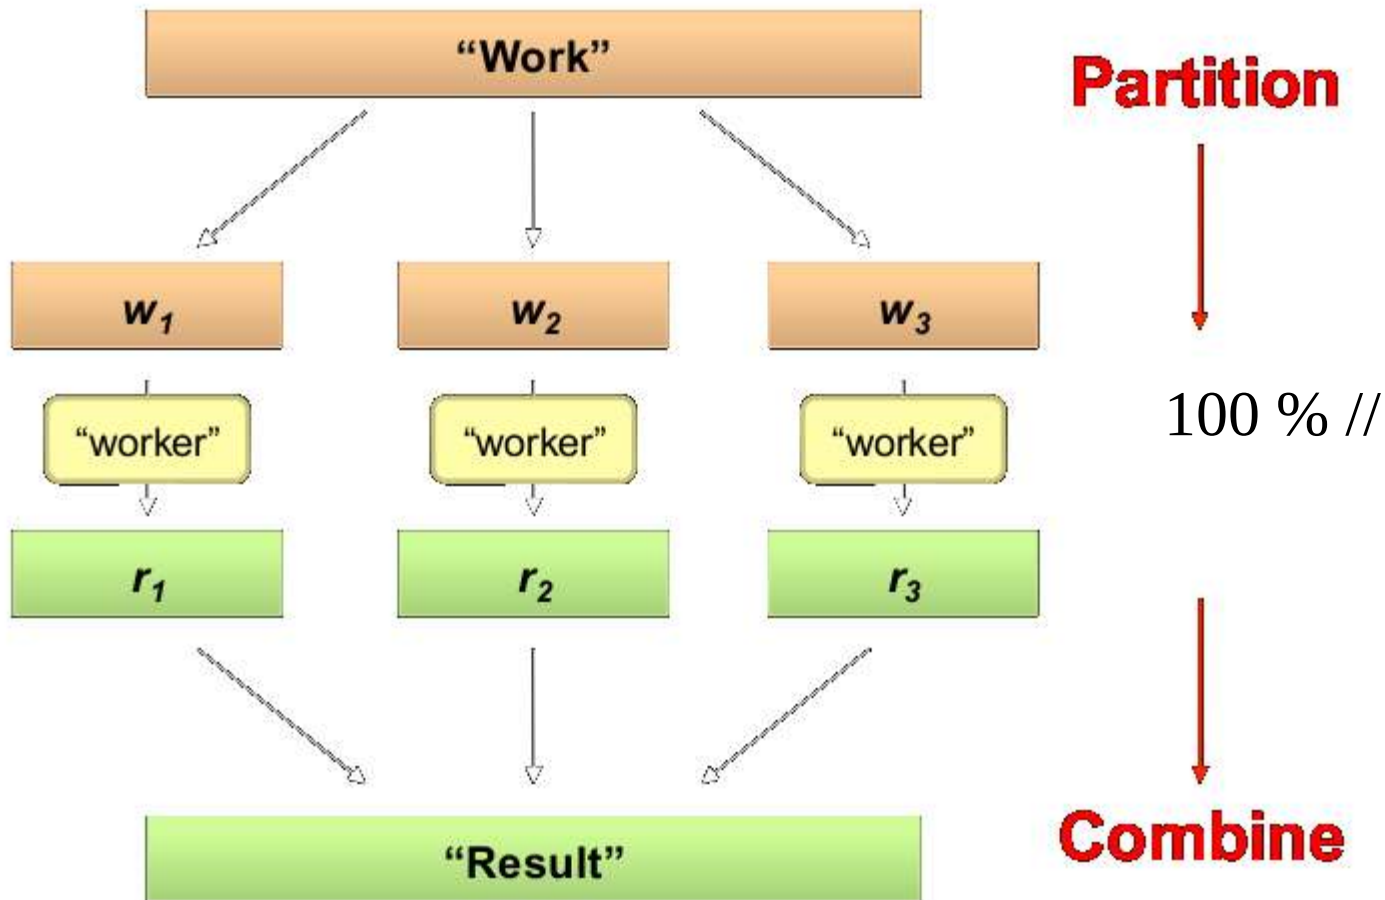 “Work”
Partition
w1 w2 w3
100 % //
“worker” “worker” “worker”
r1 r2 r3
“Result”
Combine